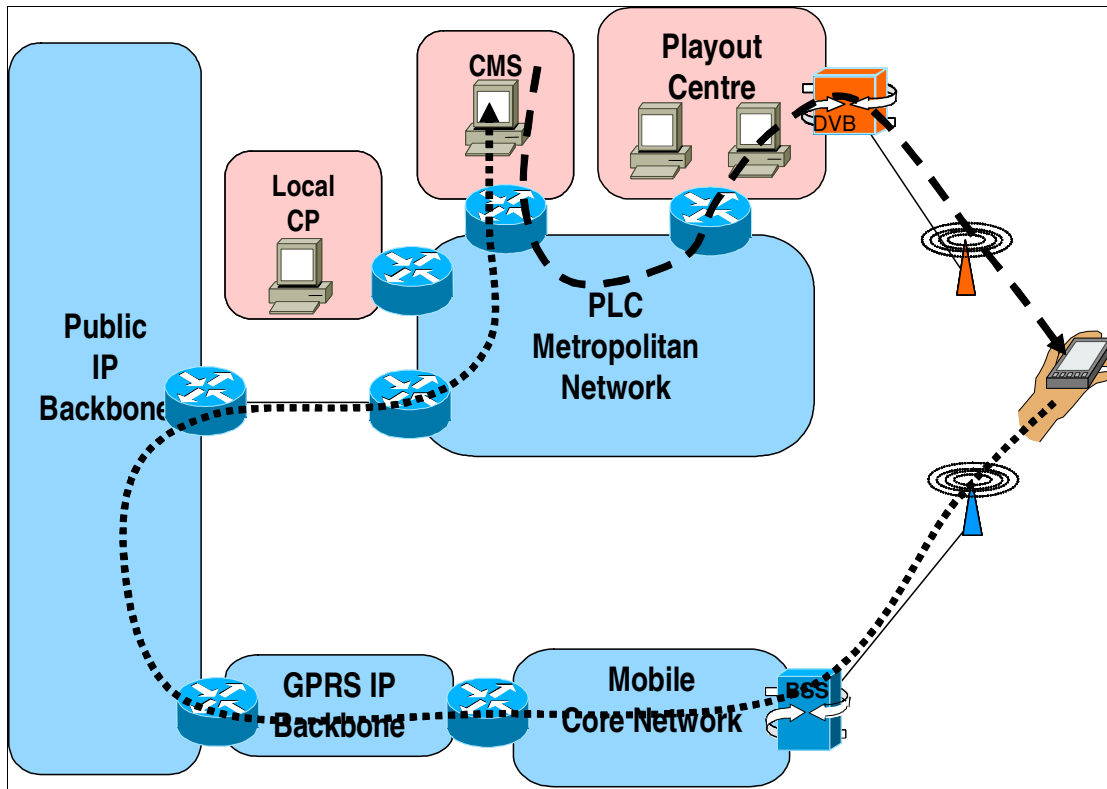 CMS
Playout
Centre
DVB
Local
CP
Public
IP
Backbone
PLC
Metropolitan
Network
GPRS IP
Backbone
Mobile
Core Network
BSS